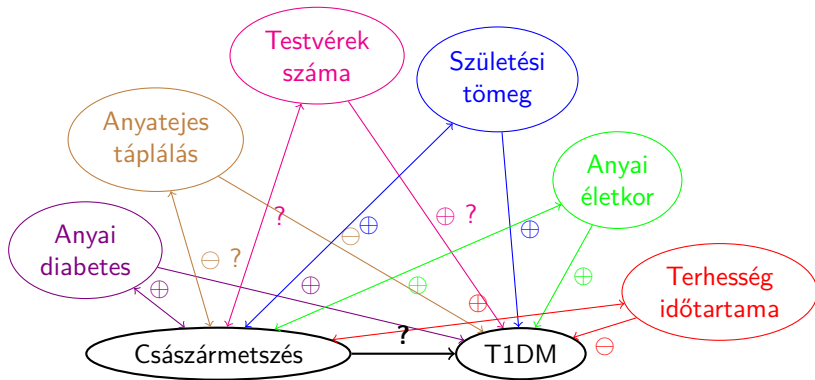 Testvérek
száma
Születési
tömeg
Anyatejes
táplálás
Anyai
életkor
Anyai
diabetes
Terhesség
időtartama
⊕ ?
?
⊖
⊕
⊕
⊖ ?
⊕
⊕
⊕
⊕
⊕
?
⊖
Császármetszés
T1DM